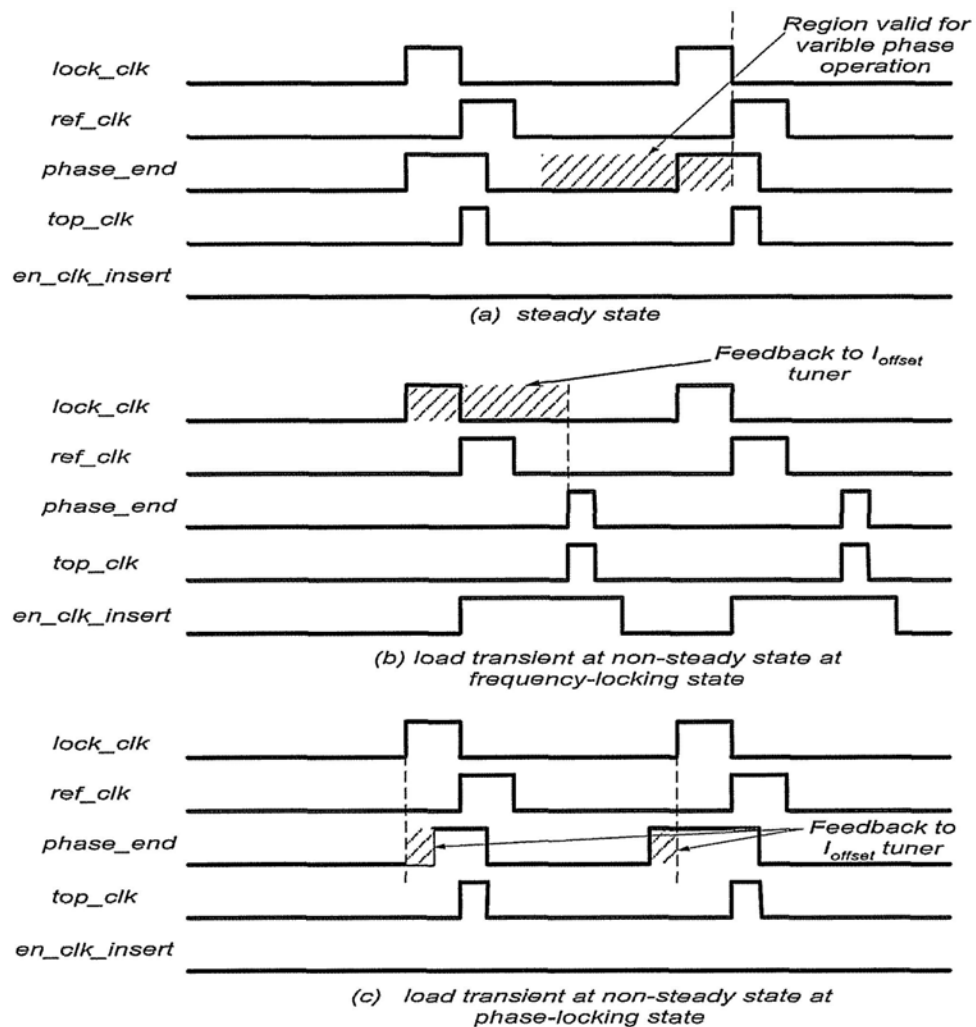 Region valid for
varible phase
operation
lock_clk
ref_clk
phase_end
top_clk
en_clk_insert
(a) steady state
Feedback to Ioffset
tuner
lock_clk
ref_clk
phase_end
top_clk
en_clk_insert
(b) load transient at non-steady state at
frequency-locking state
lock_clk
ref_clk
phase_end
Feedback to
Ioffset tuner
top_clk
en_clk_insert
(c) load transient at non-steady state at
phase-locking state